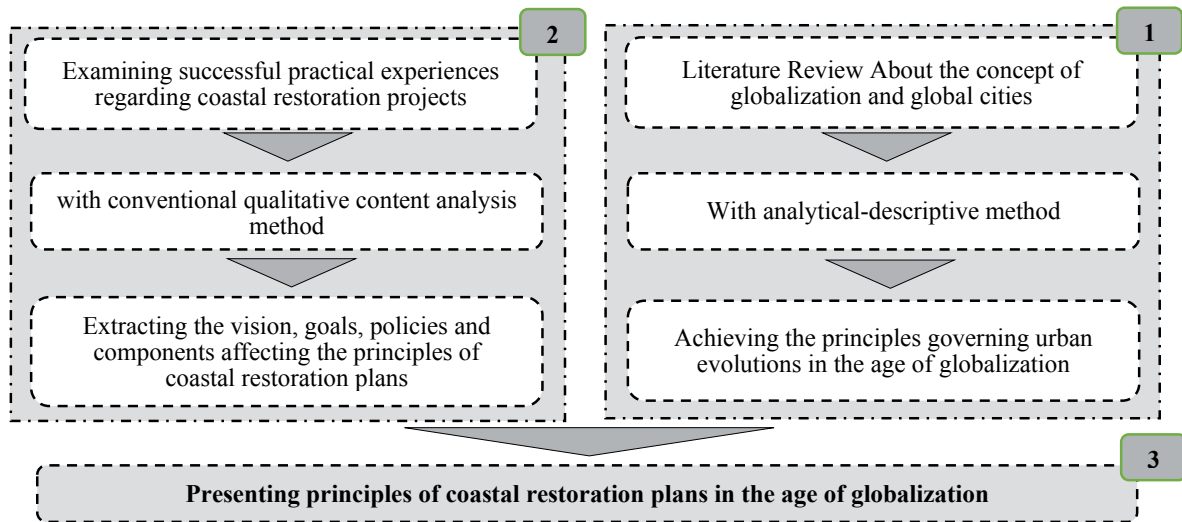 2
Examining successful practical experiences
regarding coastal restoration projects
with conventional qualitative content analysis
method
Extracting the vision, goals, policies and
components affecting the principles of
coastal restoration plans
1
Literature Review About the concept of
globalization and global cities
With analytical-descriptive method
Achieving the principles governing urban
evolutions in the age of globalization
3
Presenting principles of coastal restoration plans in the age of globalization